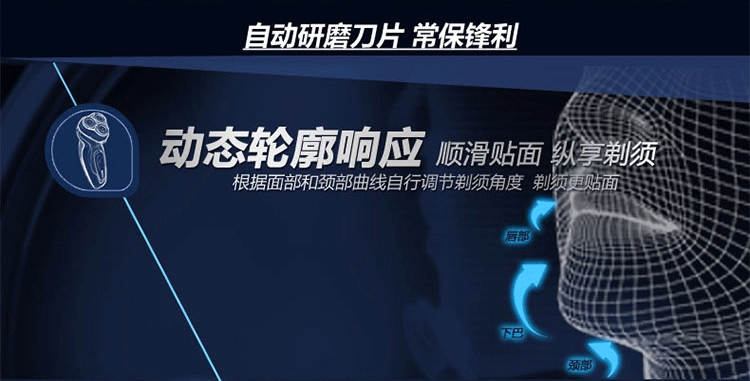 自动研磨刀片 常保锋利
动态轮廓响应 顺滑贴面 纵享剃须
根据面部和颈部曲线自行调节剃须角度 剃须更贴面
唇部
下巴
颈部